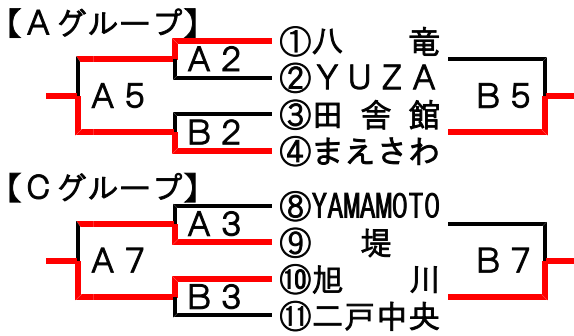 【Aグループ】
A2
A5
B2
①八 竜
②YUZA
③田舎館
④まえさわ
B5
【Cグループ】
A3
A7
B3
⑧YAMAMOTO
⑨ 堤
⑩旭 川
⑪二戸中央
B7